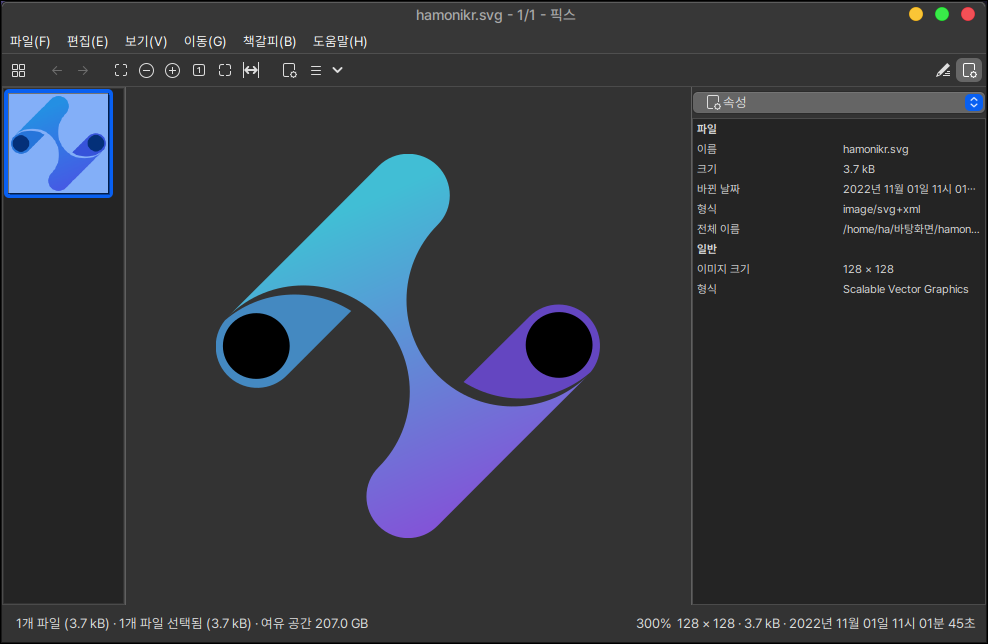 hamonikr.svg - 1/1 - 픽스
파일(F) 편집(E) 보기(V) 이동(G) 책갈피(B) 도움말(H)
1
속성
파일
이름 hamonikr.svg
크기 3.7 kB
바뀐 날짜 2022년 11월 01일 11시 01···
형식 image/svg+xml
전체 이름 /home/ha/바탕화면/hamon...
일반
이미지 크기 128 × 128
형식 Scalable Vector Graphics
1개 파일 (3.7 kB) · 1개 파일 선택됨 (3.7 kB) · 여유 공간 207.0 GB
300% 128 × 128 · 3.7 kB · 2022년 11월 01일 11시 01분 45초